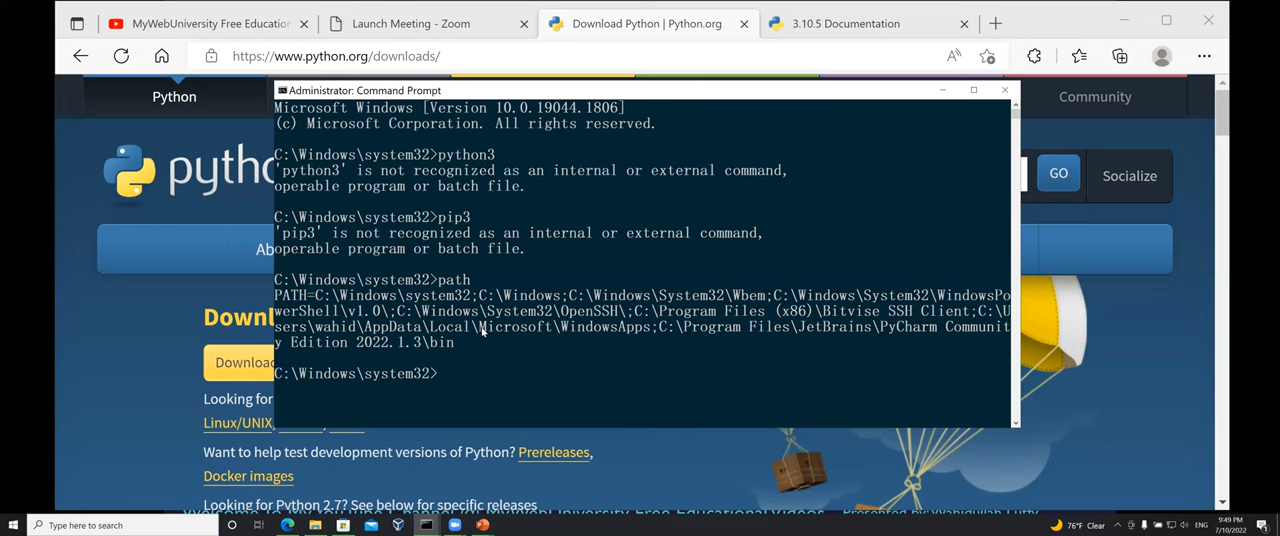 MyWebUniversity Free Education
Launch Meeting - Zoom
Download Python | Python.org
3.10.5 Documentation
https://www.python.org/downloads/
Python
Community
Administrator: Command Prompt
Microsoft Windows [Version 10.0.19044.1806]
(c) Microsoft Corporation. All rights reserved.
C:\Windows\system32>python3
'python3' is not recognized as an internal or external command,
operable program or batch file.
C:\Windows\system32>pip3
'pip3' is not recognized as an internal or external command,
operable program or batch file.
C:\Windows\system32>path
PATH=C:\Windows\system32;C:\Windows;C:\Windows\System32\Wbem;C:\Windows\System32\WindowsPo
werShell\v1.0\;C:\Windows\System32\OpenSSH\;C:\Program Files (x86)\Bitvise SSH Client;C:\U
sers\wahid\AppData\Local\Microsoft\WindowsApps;C:\Program Files\JetBrains\PyCharm Communit
y Edition 2022.1.3\bin
C:\Windows\system32>
pytho
GO
Socialize
Ab
Downlo
Download
Looking fo
Linux/UNIX,
Want to help test development versions of Python? Prereleases,
Docker images
Looking for Python 2.7? See below for specific releases
Type here to search
76°F Clear
ENG
9:49 PM
7/10/2022